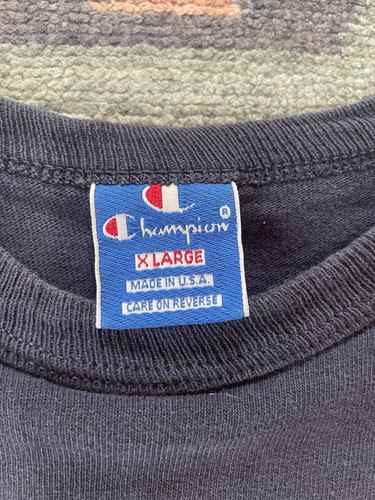 Champion®
X LARGE
MADE IN U.S.A.
CARE ON REVERSE